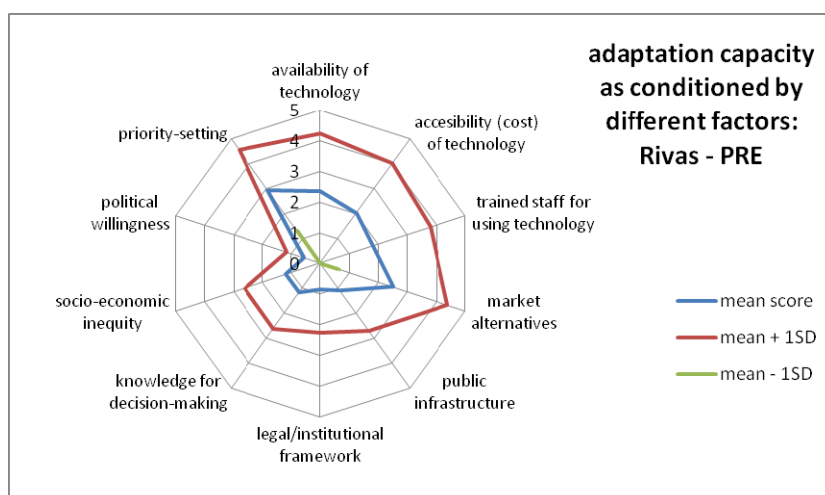 adaptation capacity
as conditioned by
different factors:
Rivas - PRE
availability of
technology
accesibility (cost)
of technology
trained staff for
using technology
market
alternatives
public
infrastructure
legal/institutional
framework
knowledge for
decision-making
socio-economic
inequity
political
willingness
priority-setting
5
4
3
2
1
0
mean score
mean + 1SD
mean - 1SD